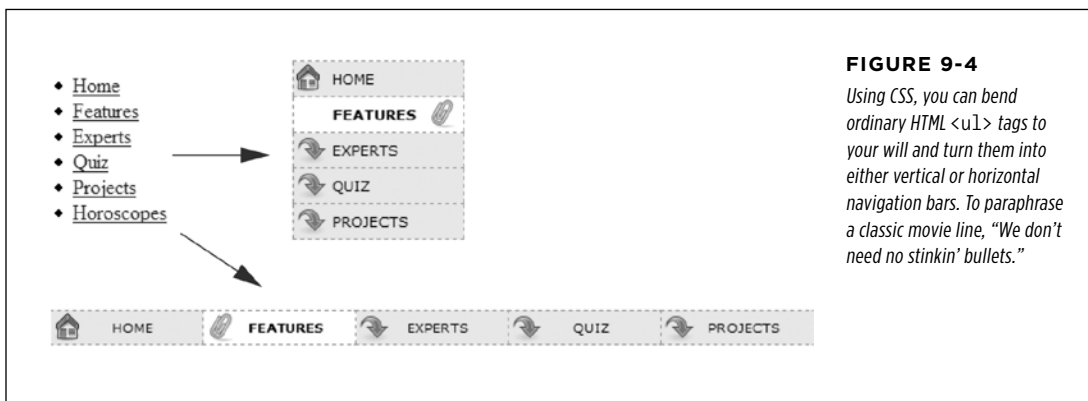 Home
Features
Experts
Quiz
Projects
Horoscopes
HOME
FEATURES
EXPERTS
QUIZ
PROJECTS
HOME FEATURES EXPERTS QUIZ PROJECTS
FIGURE 9-4
Using CSS, you can bend
ordinary HTML <ul> tags to
your will and turn them into
either vertical or horizontal
navigation bars. To paraphrase
a classic movie line, “We don’t
need no stinkin’ bullets.”